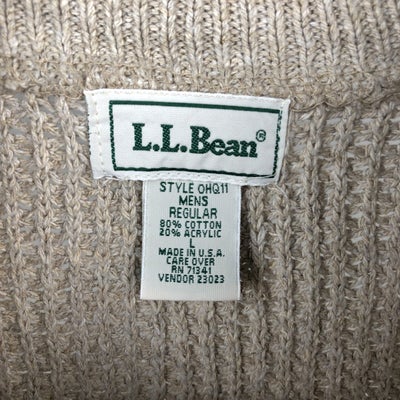 L.L.Bean®
STYLE OHQ11
MENS
REGULAR
80% COTTON
20% ACRYLIC
L
MADE IN U.S.A.
CARE OVER
RN 71341
VENDOR 23023